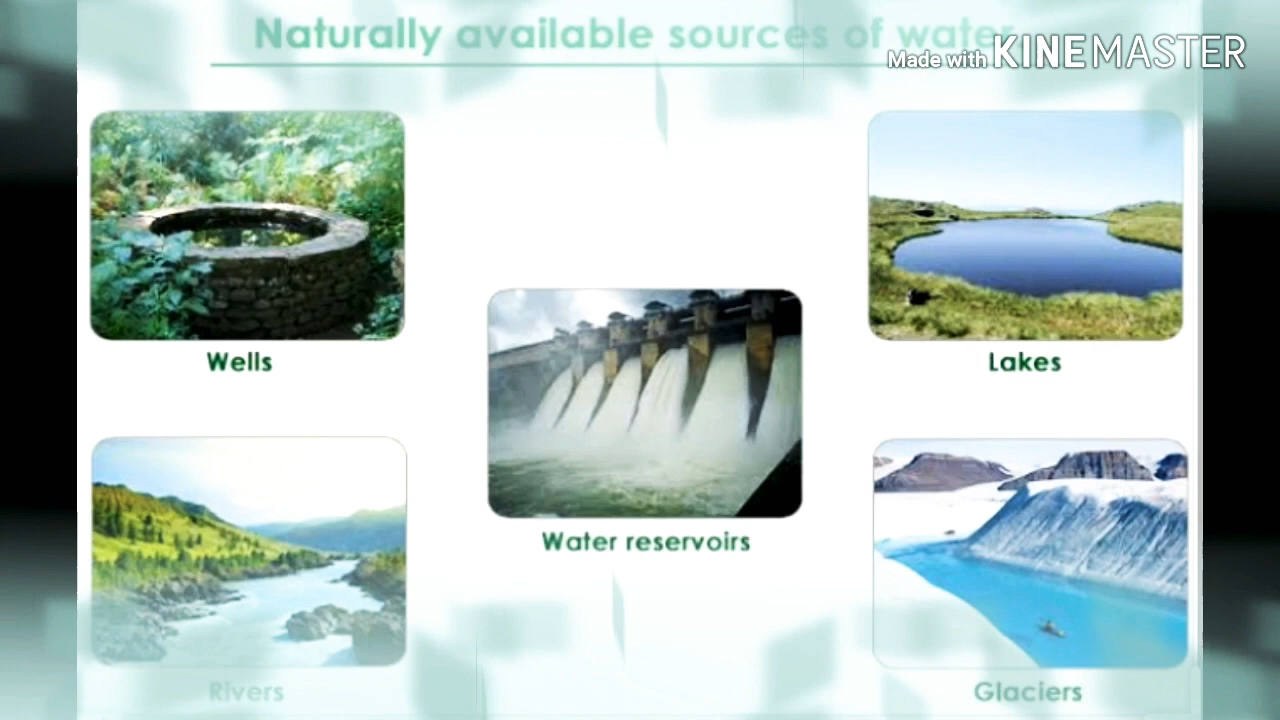 Naturally available sources of water
Made with KINEMASTER
Wells
Lakes
Water reservoirs
Rivers
Glaciers